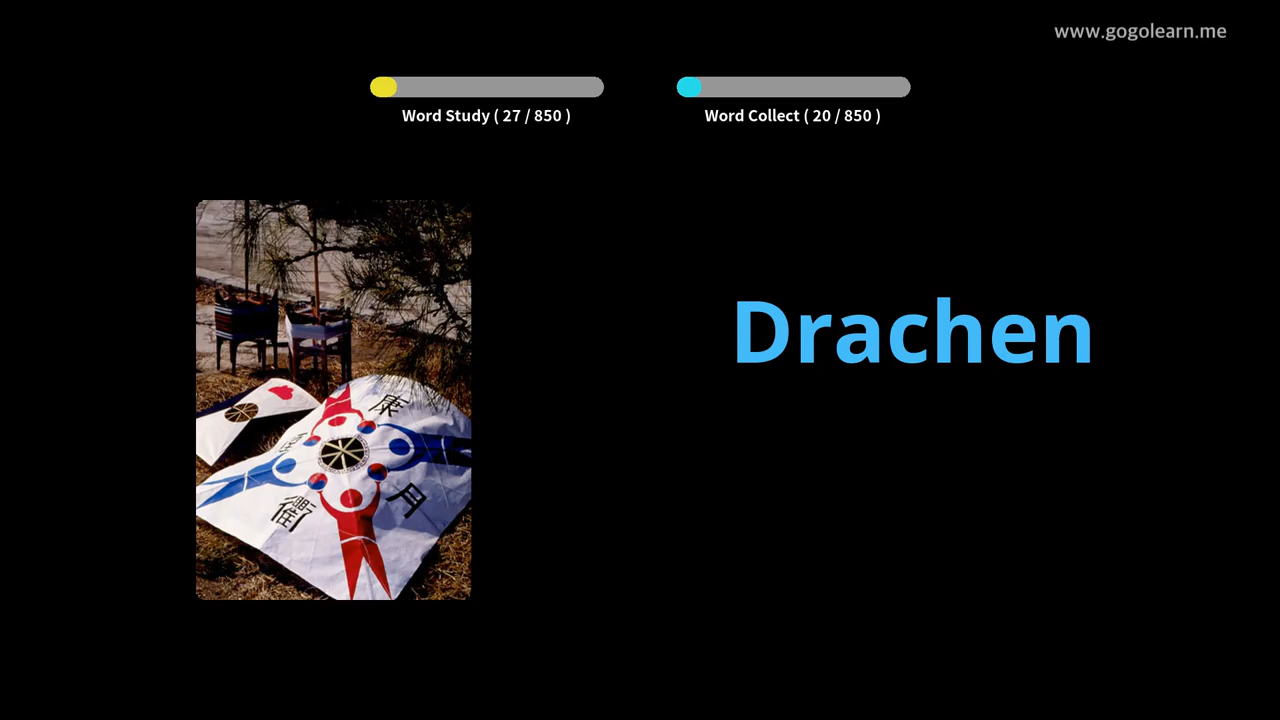 www.gogolearn.me
Word Study ( 27 / 850 )
Word Collect ( 20 / 850 )
Drachen
康
月
衛